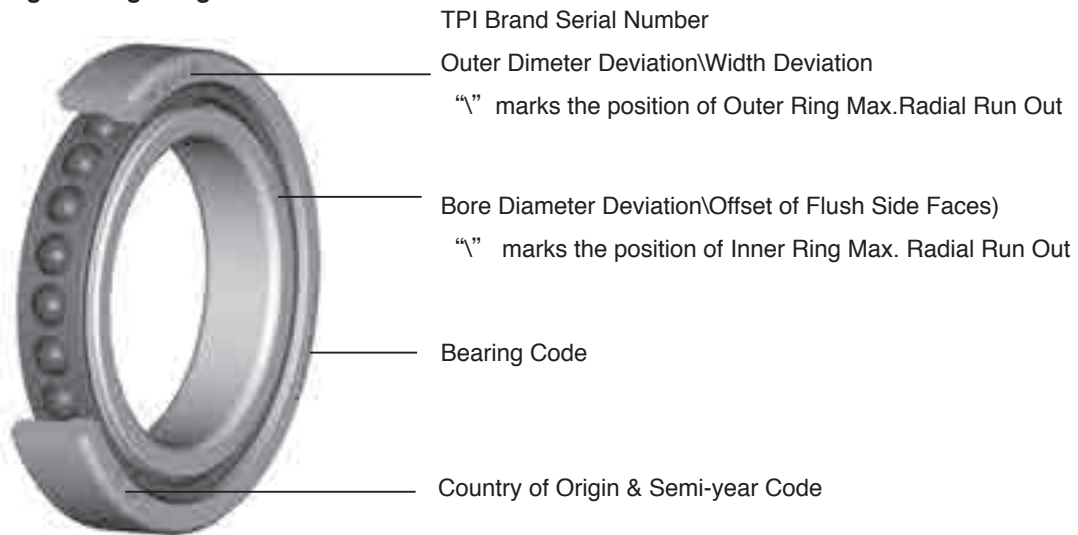 TPI Brand Serial Number
Outer Dimeter Deviation\Width Deviation
“\” marks the position of Outer Ring Max.Radial Run Out
Bore Diameter Deviation\Offset of Flush Side Faces)
“\” marks the position of Inner Ring Max. Radial Run Out
Bearing Code
Country of Origin & Semi-year Code